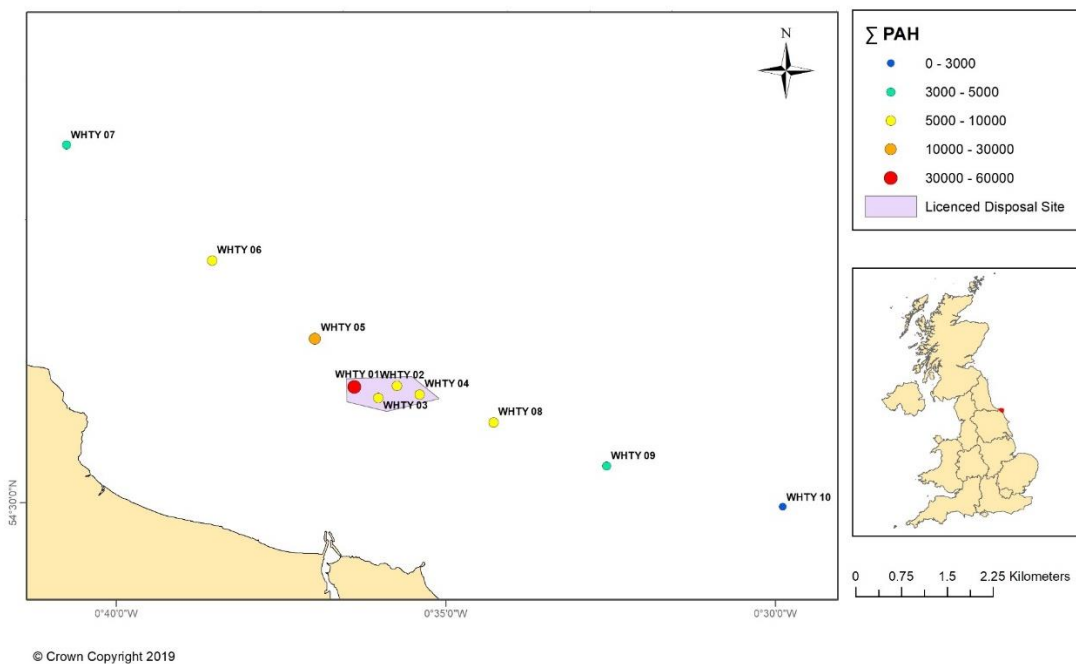 N
WHTY 07
WHTY 06
WHTY 05
WHTY 01 WHTY 02
WHTY 04
WHTY 03
WHTY 08
WHTY 09
WHTY 10
54°30'0"N
0°40'0"W 0°35'0"W 0°30'0"W
∑ PAH
0 - 3000
3000 - 5000
5000 - 10000
10000 - 30000
30000 - 60000
Licenced Disposal Site
0 0.75 1.5 2.25 Kilometers
© Crown Copyright 2019